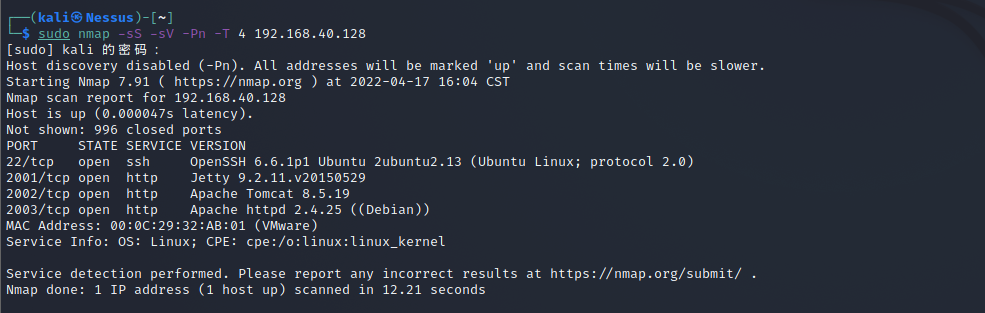 ┌──(kali㉿Nessus)-[~]
└─$ sudo nmap -sS -sV -Pn -T 4 192.168.40.128
[sudo] kali 的密码：
Host discovery disabled (-Pn). All addresses will be marked 'up' and scan times will be slower.
Starting Nmap 7.91 ( https://nmap.org ) at 2022-04-17 16:04 CST
Nmap scan report for 192.168.40.128
Host is up (0.000047s latency).
Not shown: 996 closed ports
PORT     STATE SERVICE VERSION
22/tcp   open  ssh     OpenSSH 6.6.1p1 Ubuntu 2ubuntu2.13 (Ubuntu Linux; protocol 2.0)
2001/tcp open  http    Jetty 9.2.11.v20150529
2002/tcp open  http    Apache Tomcat 8.5.19
2003/tcp open  http    Apache httpd 2.4.25 ((Debian))
MAC Address: 00:0C:29:32:AB:01 (VMware)
Service Info: OS: Linux; CPE: cpe:/o:linux:linux_kernel

Service detection performed. Please report any incorrect results at https://nmap.org/submit/ .
Nmap done: 1 IP address (1 host up) scanned in 12.21 seconds